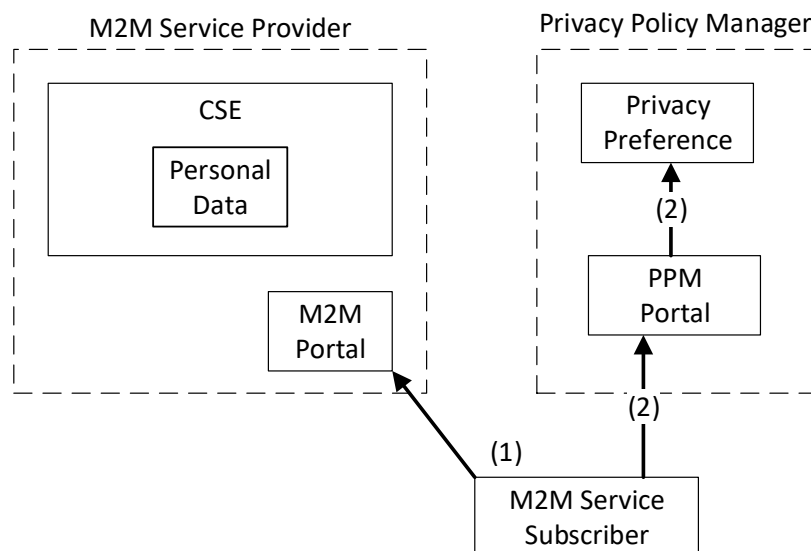 M2M Service Provider
Privacy Policy Manager
CSE
Personal
Data
M2M
Portal
Privacy
Preference
(2)
PPM
Portal
(2)
(1)
M2M Service
Subscriber